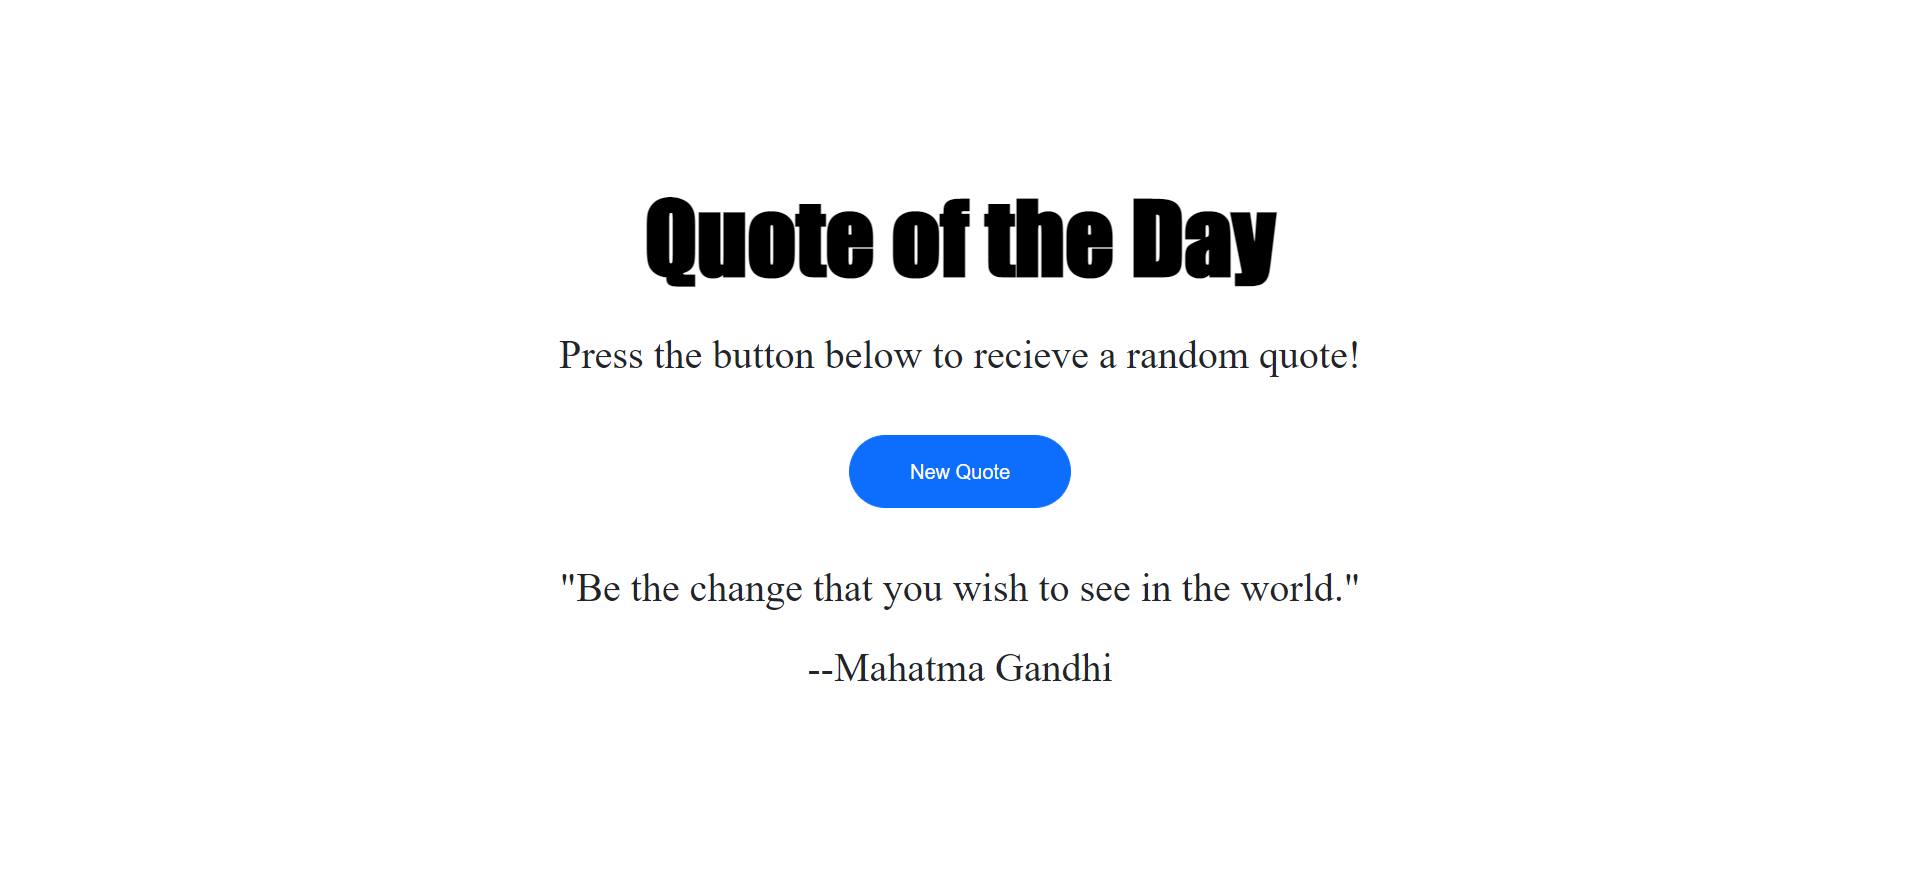 Quote of the Day
Press the button below to recieve a random quote!
New Quote
"Be the change that you wish to see in the world."
--Mahatma Gandhi